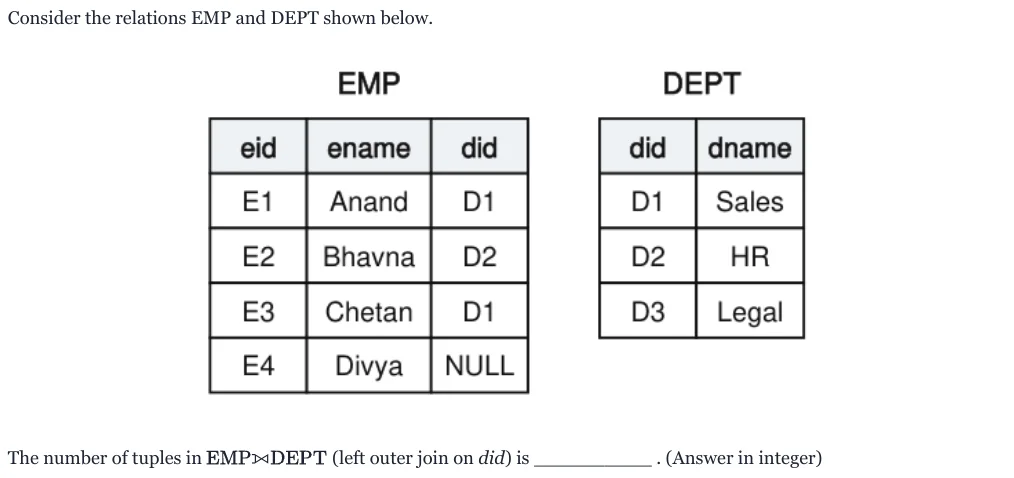 Consider the relations EMP and DEPT shown below.
EMP
eid ename did
E1 Anand D1
E2 Bhavna D2
E3 Chetan D1
E4 Divya NULL
DEPT
did dname
D1 Sales
D2 HR
D3 Legal
The number of tuples in EMP⟕DEPT (left outer join on did) is ____________ . (Answer in integer)